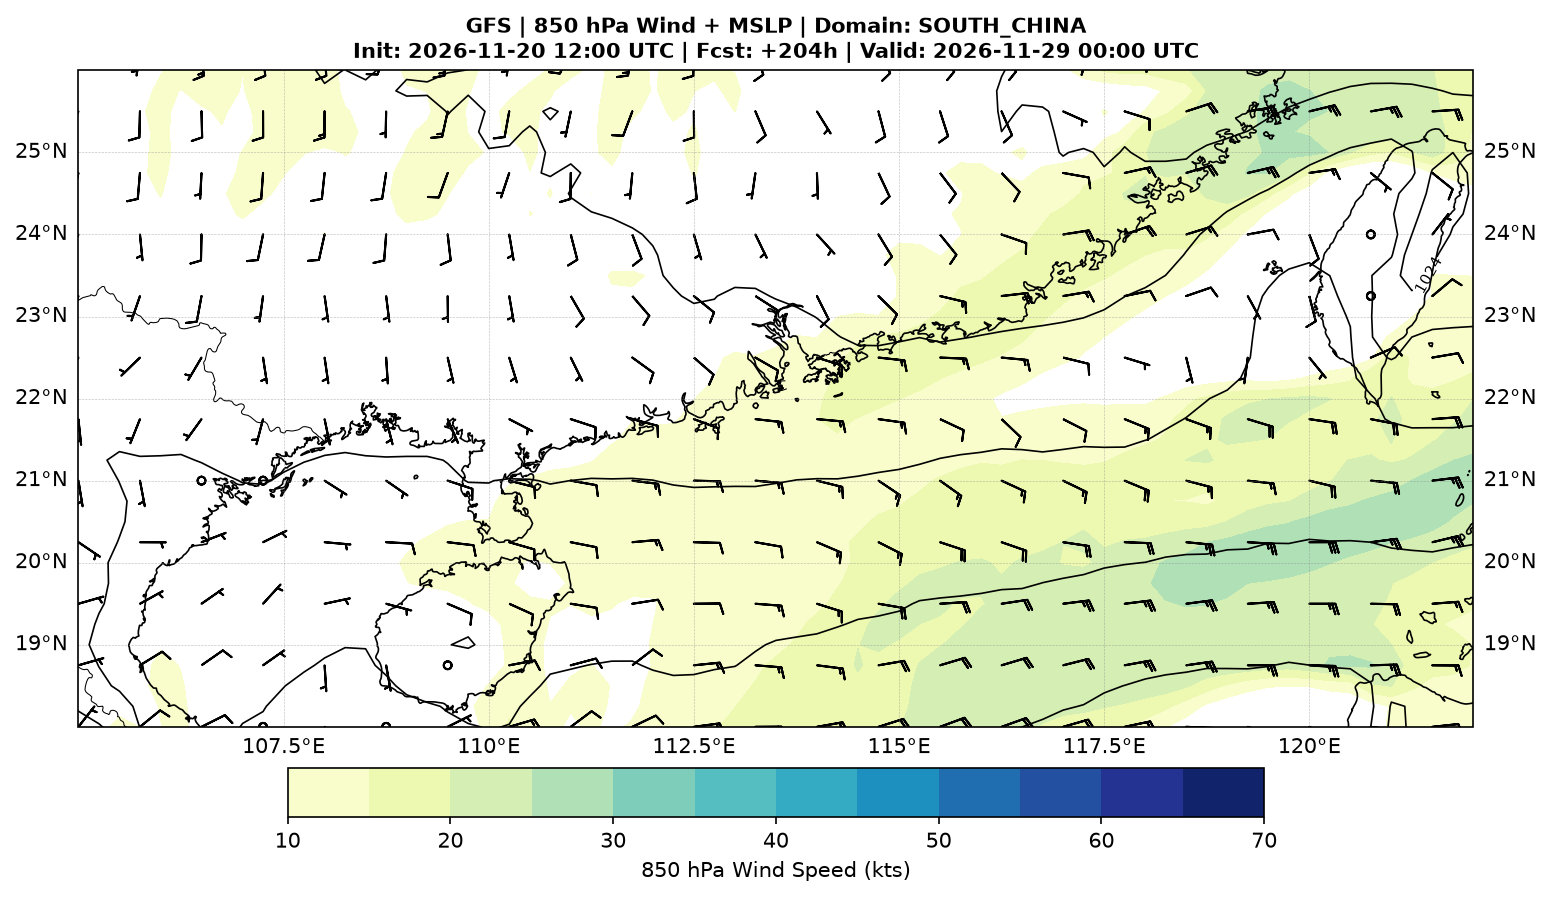 GFS | 850 hPa Wind + MSLP | Domain: SOUTH_CHINA
Init: 2026-11-20 12:00 UTC | Fcst: +204h | Valid: 2026-11-29 00:00 UTC
25°N 25°N
24°N 24°N
1024
23°N 23°N
22°N 22°N
21°N 21°N
20°N 20°N
19°N 19°N
107.5°E 110°E 112.5°E 115°E 117.5°E 120°E
10 20 30 40 50 60 70
850 hPa Wind Speed (kts)